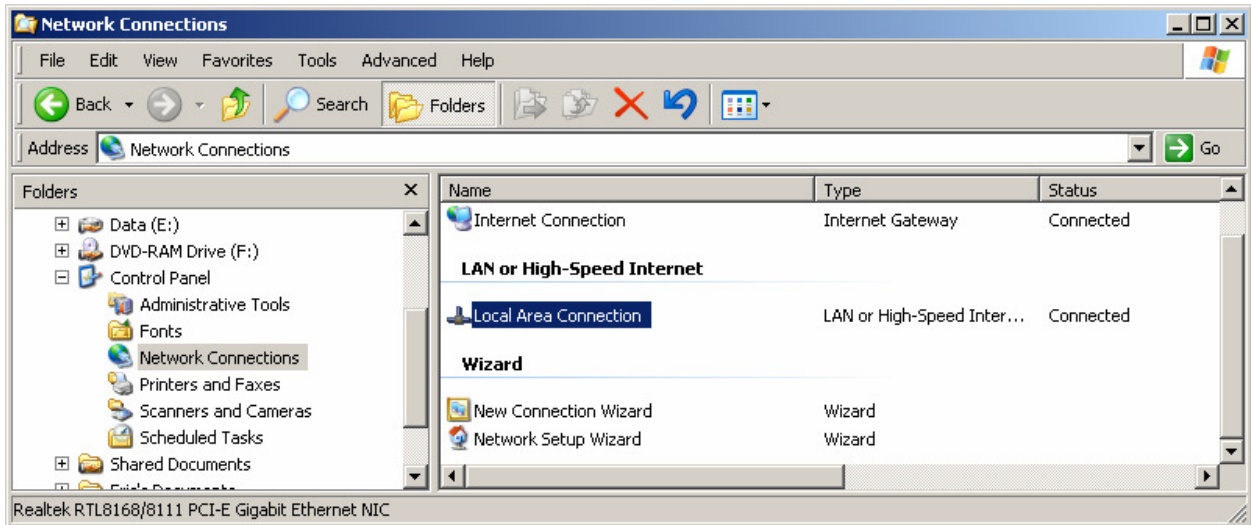 Network Connections
File Edit View Favorites Tools Advanced Help
Back Search Folders
Address Network Connections Go
Folders
Data (E:)
DVD-RAM Drive (F:)
Control Panel
Administrative Tools
Fonts
Network Connections
Printers and Faxes
Scanners and Cameras
Scheduled Tasks
Shared Documents
Name Type Status
Internet Connection Internet Gateway Connected
LAN or High-Speed Internet
Local Area Connection LAN or High-Speed Inter... Connected
Wizard
New Connection Wizard Wizard
Network Setup Wizard Wizard
Realtek RTL8168/8111 PCI-E Gigabit Ethernet NIC